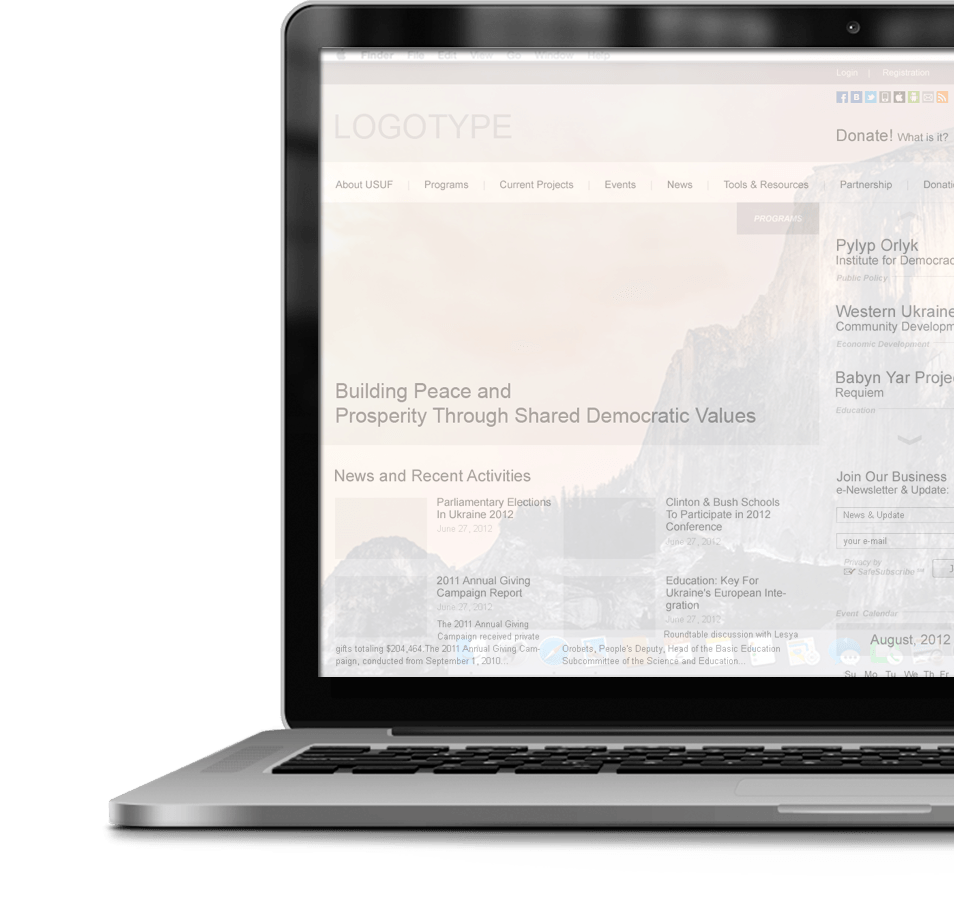 Finder File Edit View Go Window Help
Login | Registration
LOGOTYPE
Donate! What is it?
About USUF | Programs | Current Projects | Events | News | Tools & Resources | Partnership | Donati
PROGRAMS
Building Peace and
Prosperity Through Shared Democratic Values
Pylyp Orlyk
Institute for Democrac
Public Policy
Western Ukraine
Community Developm
Economic Development
Babyn Yar Projec
Requiem
Education
News and Recent Activities
Parliamentary Elections
In Ukraine 2012
June 27, 2012
Clinton & Bush Schools
To Participate in 2012
Conference
June 27, 2012
2011 Annual Giving
Campaign Report
June 27, 2012
The 2011 Annual Giving
Campaign received private
gifts totaling $204,464.The 2011 Annual Giving Cam-
paign, conducted from September 1, 2010...
Education: Key For
Ukraine's European Inte-
gration
June 27, 2012
Roundtable discussion with Lesya
Orobets, People's Deputy, Head of the Basic Education
Subcommittee of the Science and Education...
Join Our Business
e-Newsletter & Update:
News & Update
your e-mail
Privacy by
SafeSubscribe SM
J
Event Calendar
August, 2012
Su Mo Tu We Th Fr